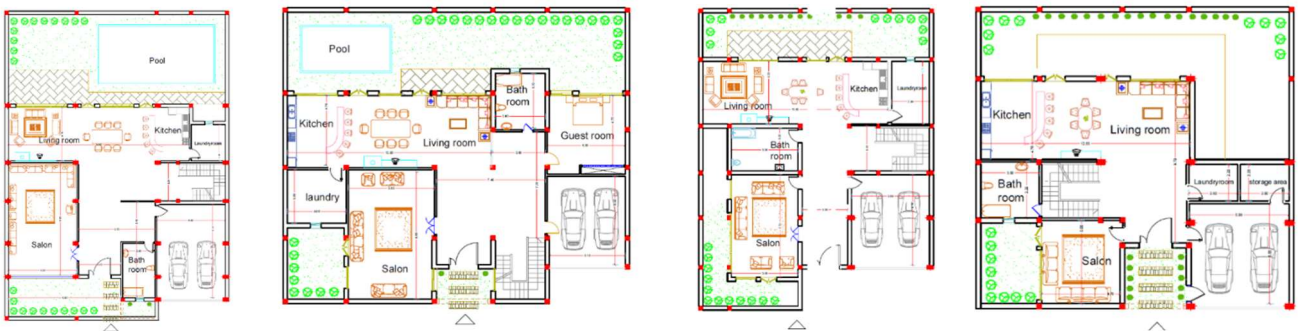 Pool
Living room
Kitchen
Laundryroom
Salon
Bath
room
Pool
Kitchen
Living room
Bath
room
Guest room
laundry
Salon
Living room
Kitchen
Laundryroom
Bath
room
Salon
Kitchen
Living room
Bath
room
Laundryroom
storage area
Salon